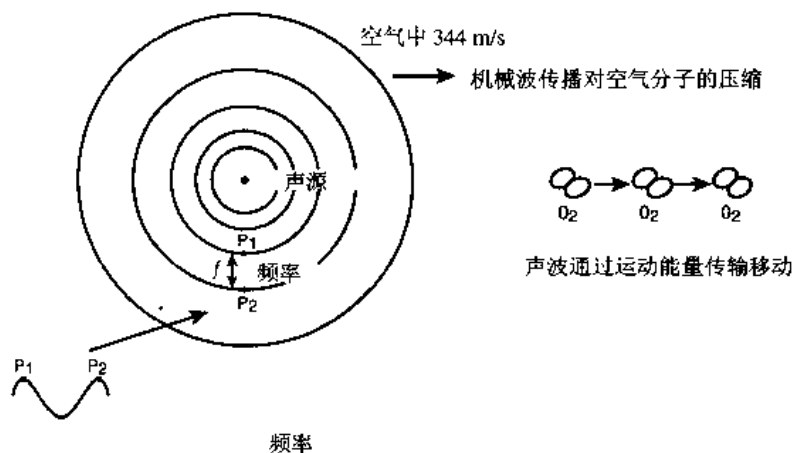 空气中 344 m/s
机械波传播对空气分子的压缩
声源
O₂ O₂ O₂
P₁
f 频率
P₂
声波通过运动能量传输移动
P₁ P₂
频率